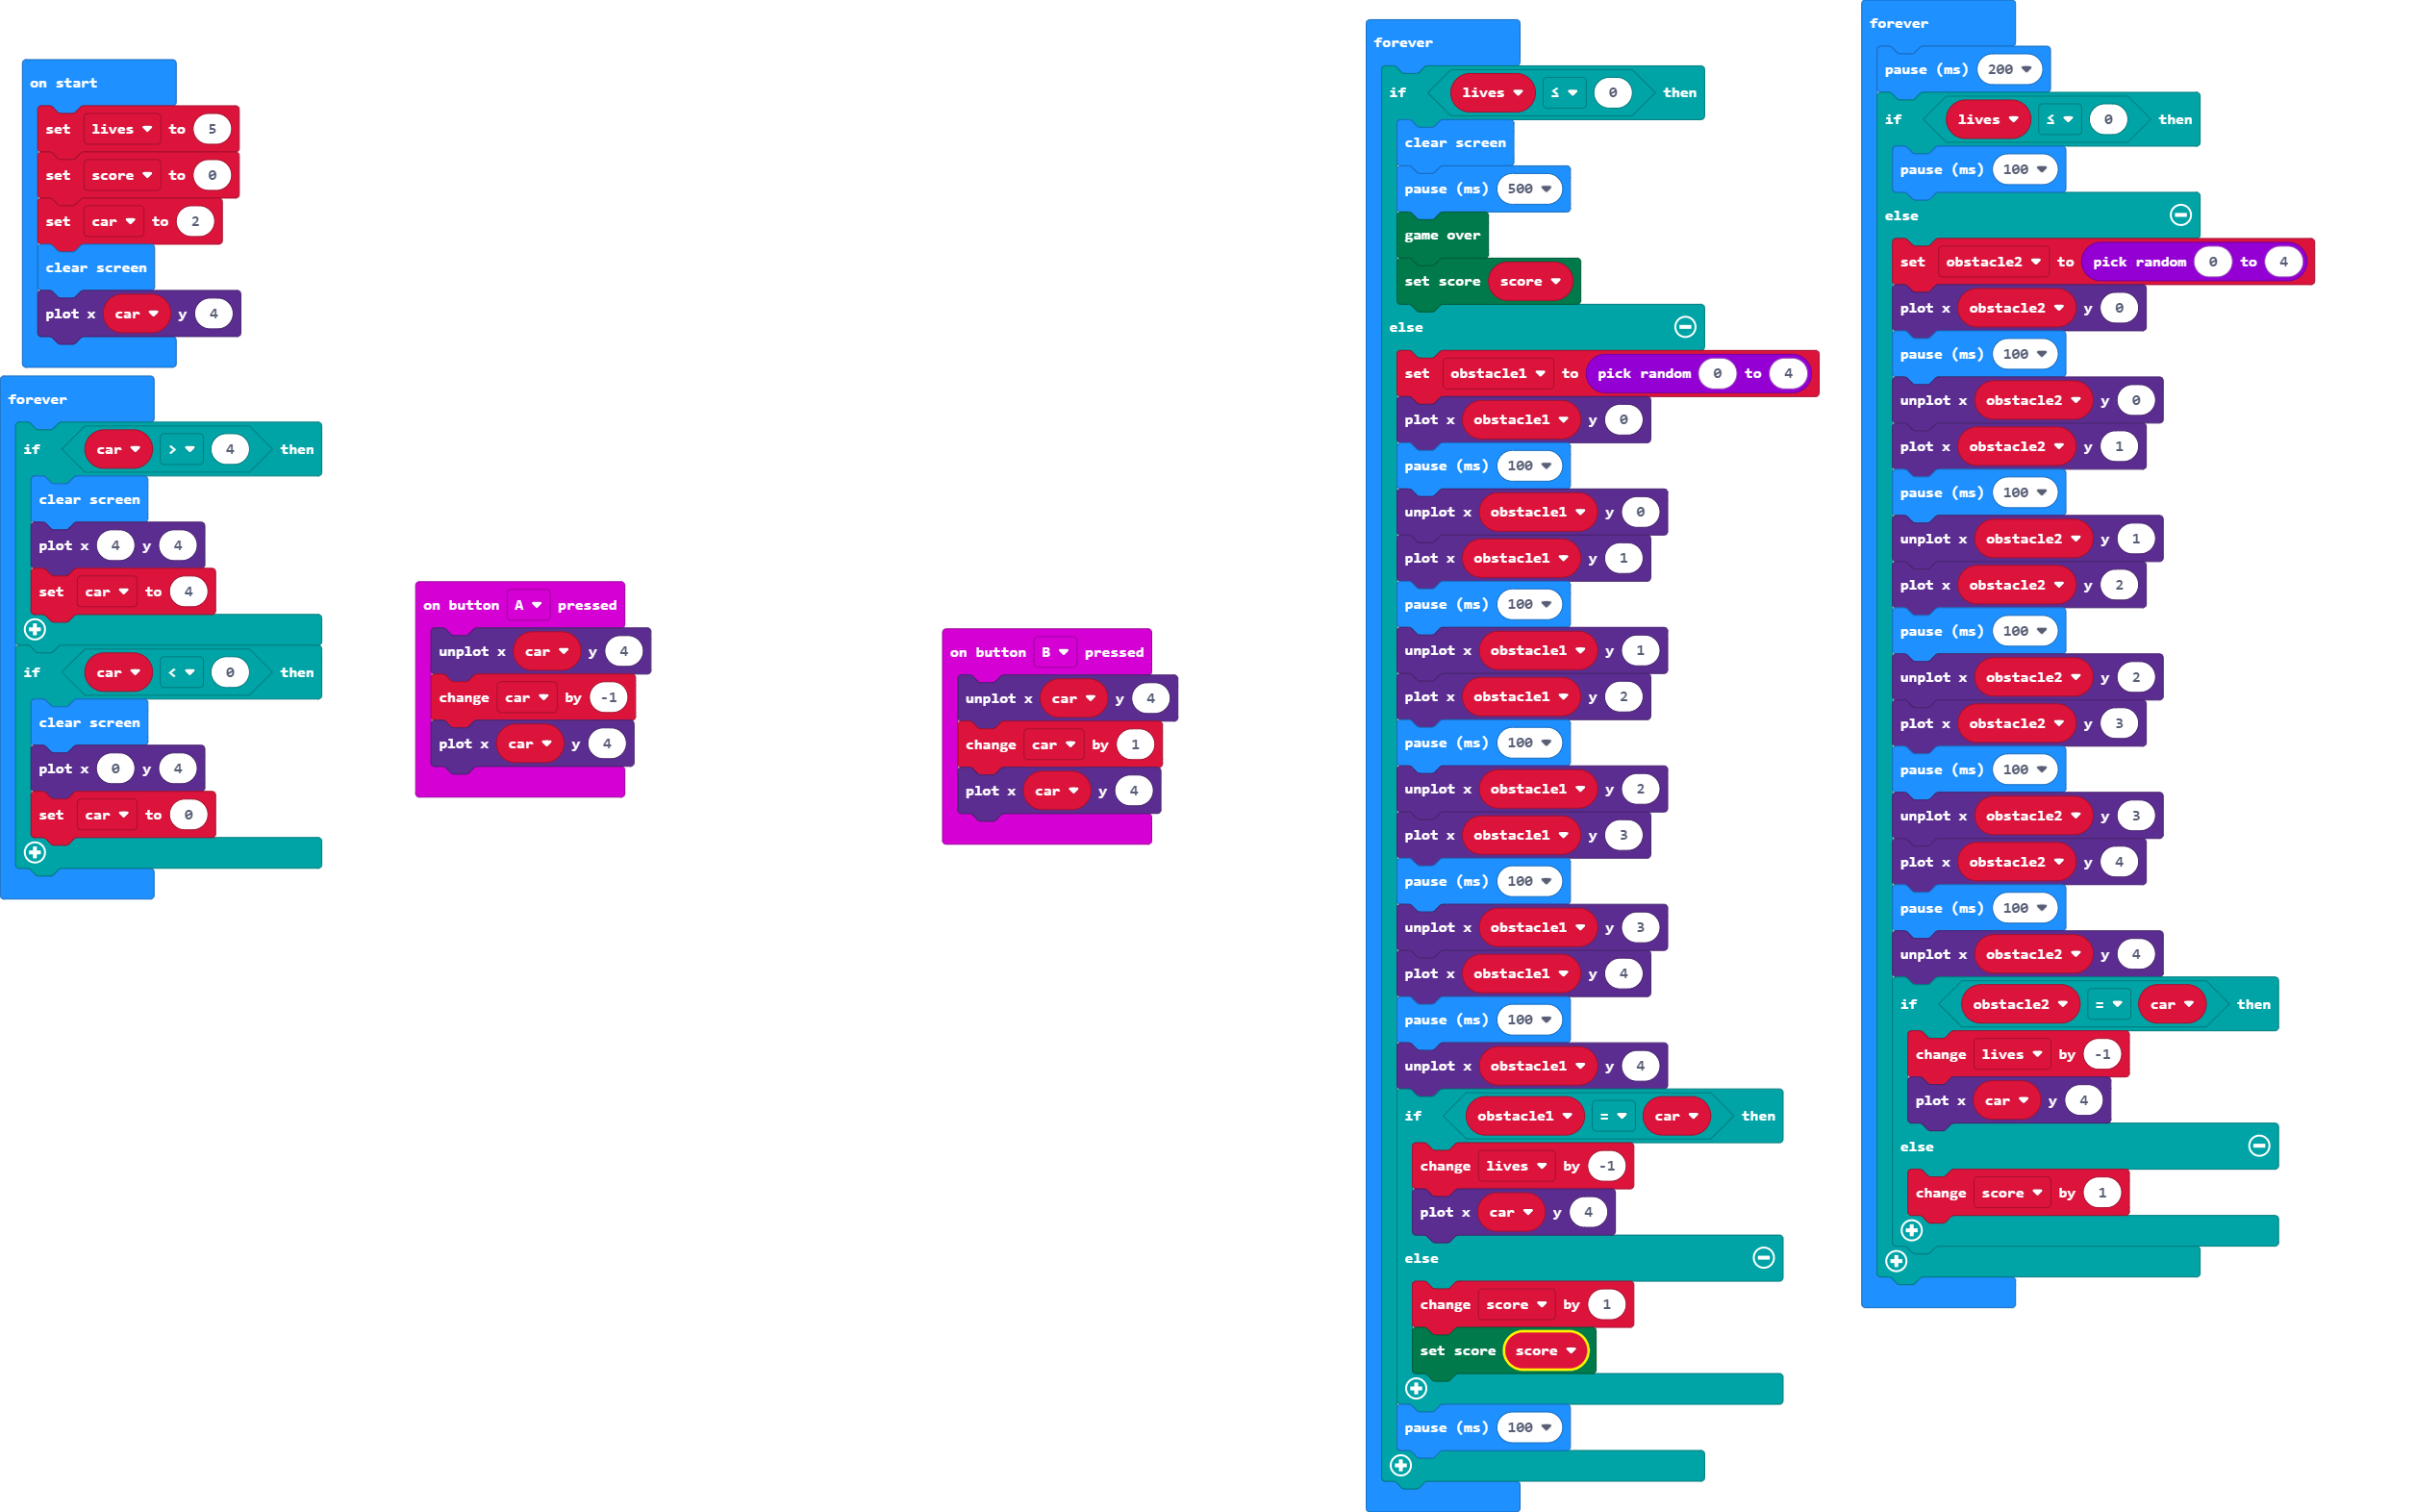 on start
set lives to 5
set score to 0
set car to 2
clear screen
plot x car y 4
forever
if car > 4 then
clear screen
plot x 4 y 4
set car to 4
if car < 0 then
clear screen
plot x 0 y 4
set car to 0
on button A pressed
unplot x car y 4
change car by -1
plot x car y 4
on button B pressed
unplot x car y 4
change car by 1
plot x car y 4
forever
if lives ≤ 0 then
clear screen
pause (ms) 500
game over
set score score
else
set obstacle1 to pick random 0 to 4
plot x obstacle1 y 0
pause (ms) 100
unplot x obstacle1 y 0
plot x obstacle1 y 1
pause (ms) 100
unplot x obstacle1 y 1
plot x obstacle1 y 2
pause (ms) 100
unplot x obstacle1 y 2
plot x obstacle1 y 3
pause (ms) 100
unplot x obstacle1 y 3
plot x obstacle1 y 4
pause (ms) 100
unplot x obstacle1 y 4
if obstacle1 = car then
change lives by -1
plot x car y 4
else
change score by 1
set score score
pause (ms) 100
forever
pause (ms) 200
if lives ≤ 0 then
pause (ms) 100
else
set obstacle2 to pick random 0 to 4
plot x obstacle2 y 0
pause (ms) 100
unplot x obstacle2 y 0
plot x obstacle2 y 1
pause (ms) 100
unplot x obstacle2 y 1
plot x obstacle2 y 2
pause (ms) 100
unplot x obstacle2 y 2
plot x obstacle2 y 3
pause (ms) 100
unplot x obstacle2 y 3
plot x obstacle2 y 4
pause (ms) 100
unplot x obstacle2 y 4
if obstacle2 = car then
change lives by -1
plot x car y 4
else
change score by 1